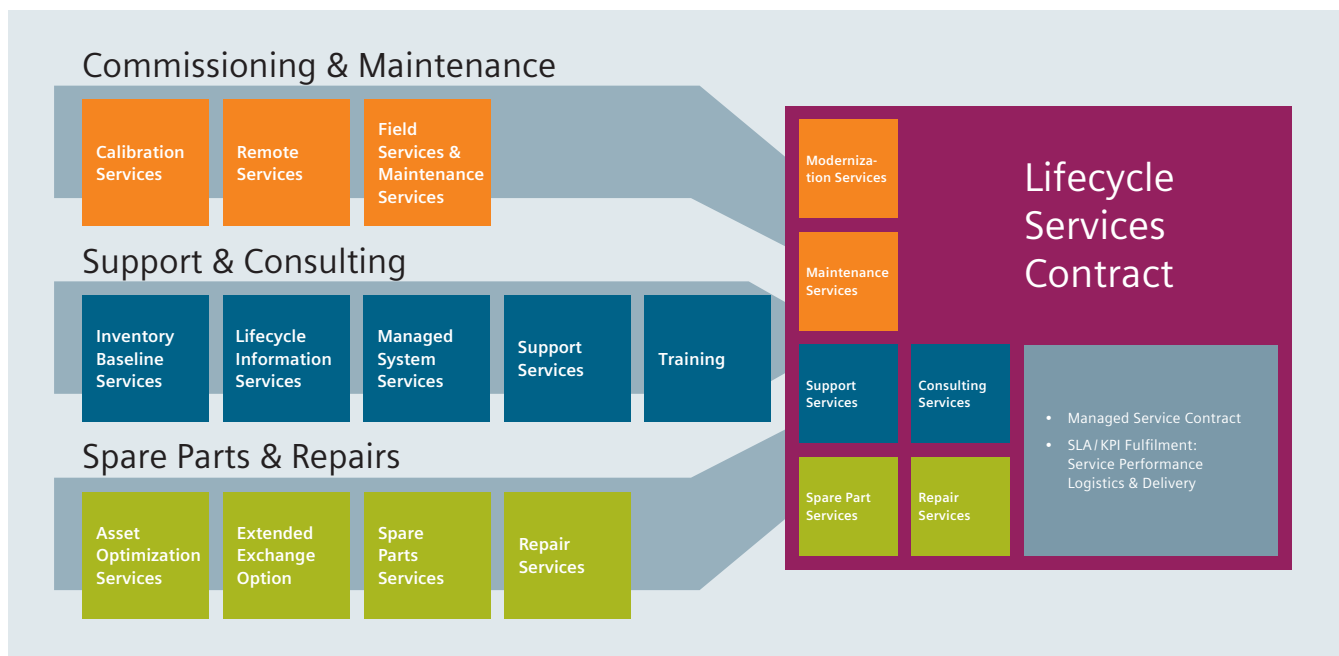 Commissioning & Maintenance
Calibration
Services
Remote
Services
Field
Services &
Maintenance
Services
Support & Consulting
Inventory
Baseline
Services
Lifecycle
Information
Services
Managed
System
Services
Support
Services
Training
Spare Parts & Repairs
Asset
Optimization
Services
Extended
Exchange
Option
Spare
Parts
Services
Repair
Services
Lifecycle
Services
Contract
Moderniza-
tion Services
Maintenance
Services
Support
Services
Consulting
Services
Spare Part
Services
Repair
Services
• Managed Service Contract
• SLA/KPI Fulfilment:
Service Performance
Logistics & Delivery